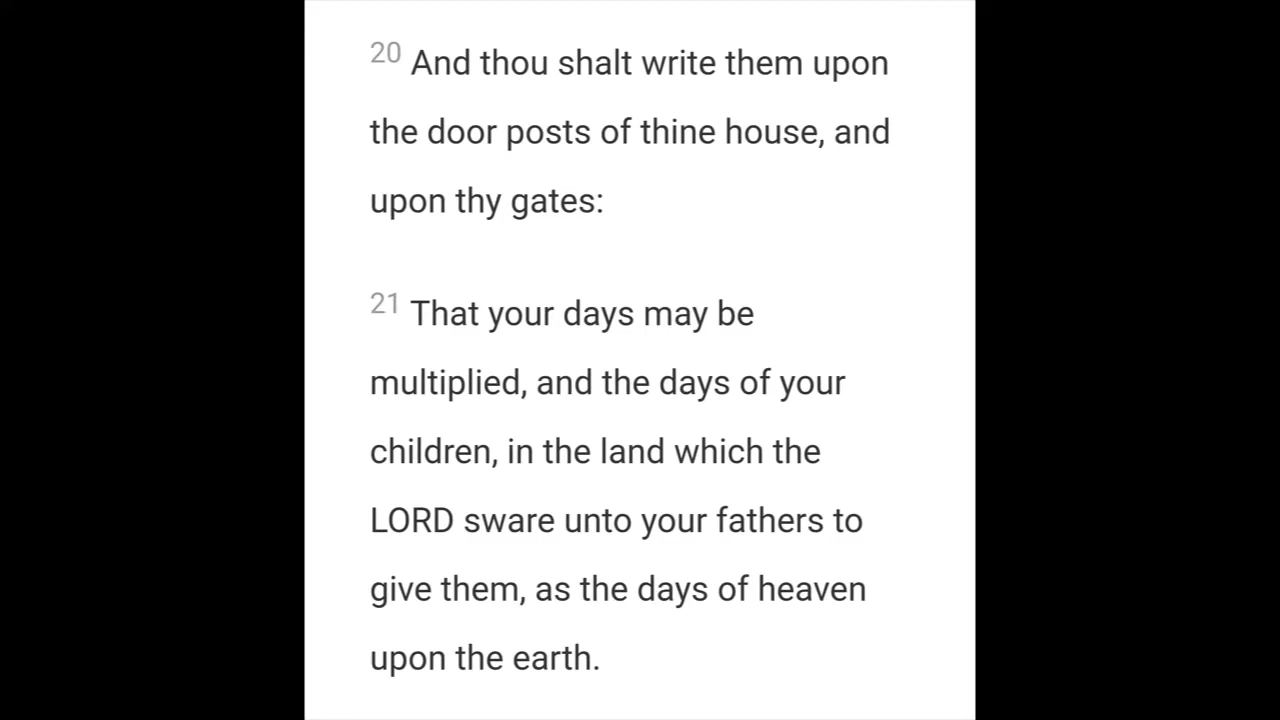 20 And thou shalt write them upon
the door posts of thine house, and
upon thy gates:
21 That your days may be
multiplied, and the days of your
children, in the land which the
LORD sware unto your fathers to
give them, as the days of heaven
upon the earth.